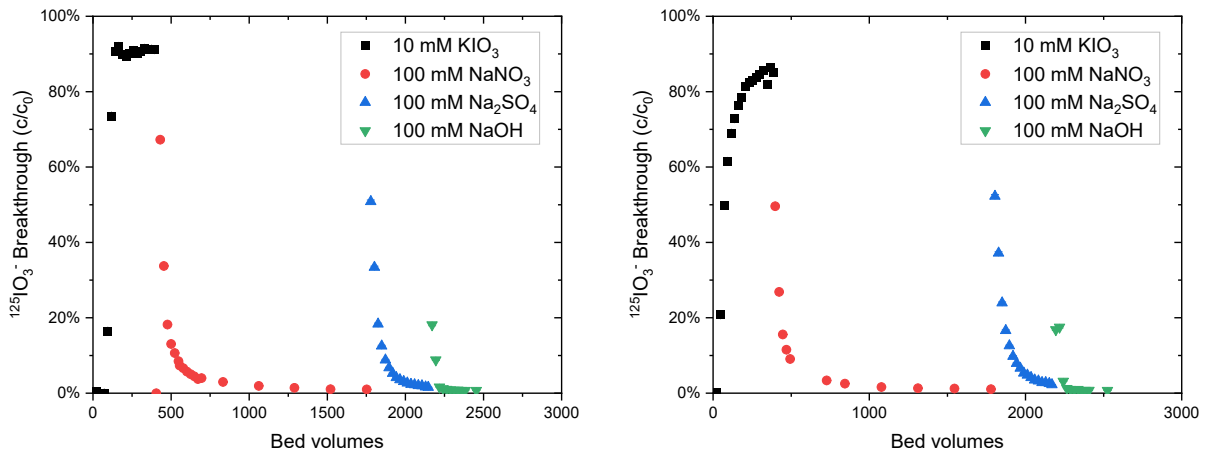 100%
80%
60%
40%
20%
0%
¹²⁵IO₃⁻ Breakthrough (c/c₀)
10 mM KIO₃
100 mM NaNO₃
100 mM Na₂SO₄
100 mM NaOH
0 500 1000 1500 2000 2500 3000
Bed volumes
100%
80%
60%
40%
20%
0%
¹²⁵IO₃⁻ Breakthrough (c/c₀)
10 mM KIO₃
100 mM NaNO₃
100 mM Na₂SO₄
100 mM NaOH
0 1000 2000 3000
Bed volumes